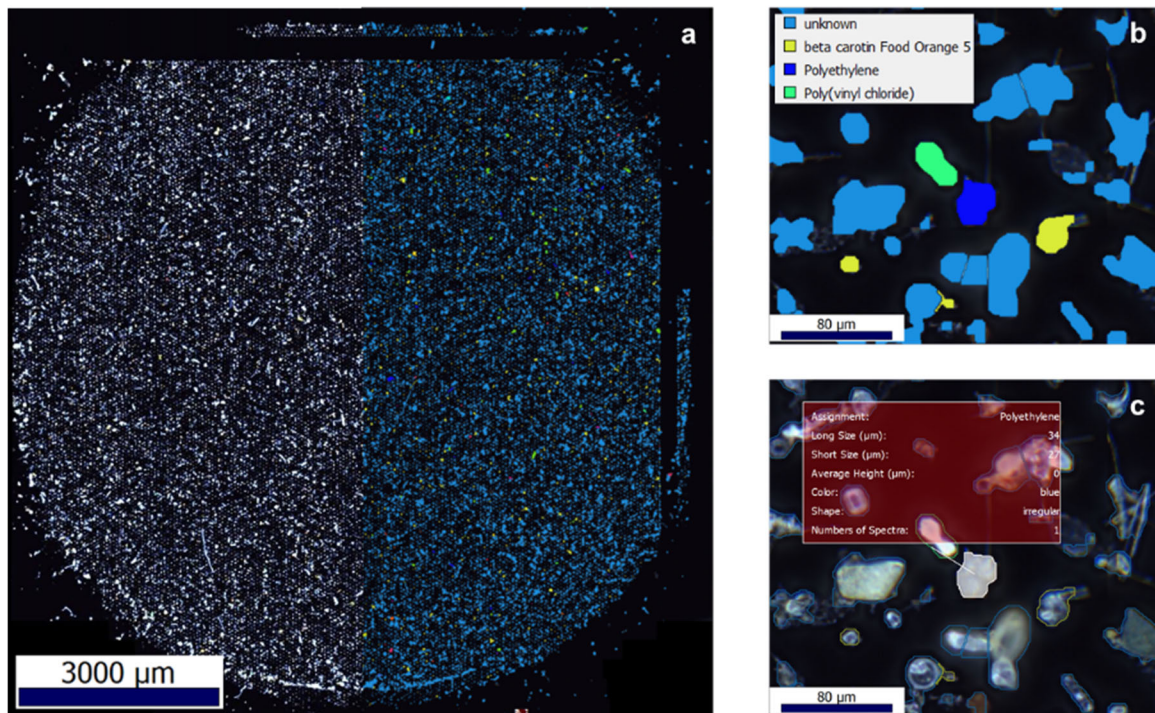 a
3000 µm
b
unknown
beta carotin Food Orange 5
Polyethylene
Poly(vinyl chloride)
80 µm
c
Assignment: Polyethylene
Long Size (µm): 34
Short Size (µm): 27
Average Height (µm): 0
Color: blue
Shape: irregular
Numbers of Spectra: 1
80 µm